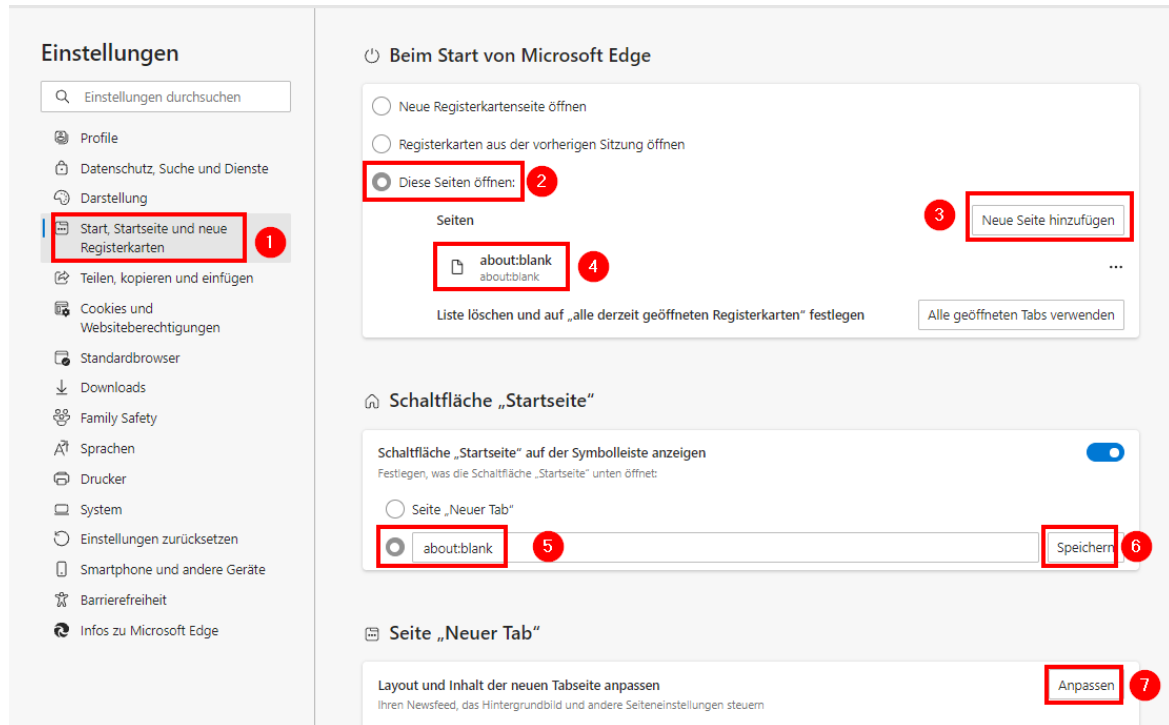 Einstellungen
Einstellungen durchsuchen
Profile
Datenschutz, Suche und Dienste
Darstellung
Start, Startseite und neue
Registerkarten
1
Teilen, kopieren und einfügen
Cookies und
Websiteberechtigungen
Standardbrowser
Downloads
Family Safety
Sprachen
Drucker
System
Einstellungen zurücksetzen
Smartphone und andere Geräte
Barrierefreiheit
Infos zu Microsoft Edge
Beim Start von Microsoft Edge
Neue Registerkartenseite öffnen
Registerkarten aus der vorherigen Sitzung öffnen
Diese Seiten öffnen: 2
Seiten 3 Neue Seite hinzufügen
about:blank 4
about:blank
Liste löschen und auf „alle derzeit geöffneten Registerkarten“ festlegen Alle geöffneten Tabs verwenden
Schaltfläche „Startseite“
Schaltfläche „Startseite“ auf der Symbolleiste anzeigen
Festlegen, was die Schaltfläche „Startseite“ unten öffnet:
Seite „Neuer Tab“
about:blank 5 Speichern 6
Seite „Neuer Tab“
Layout und Inhalt der neuen Tabseite anpassen Anpassen 7
Ihren Newsfeed, das Hintergrundbild und andere Seiteneinstellungen steuern